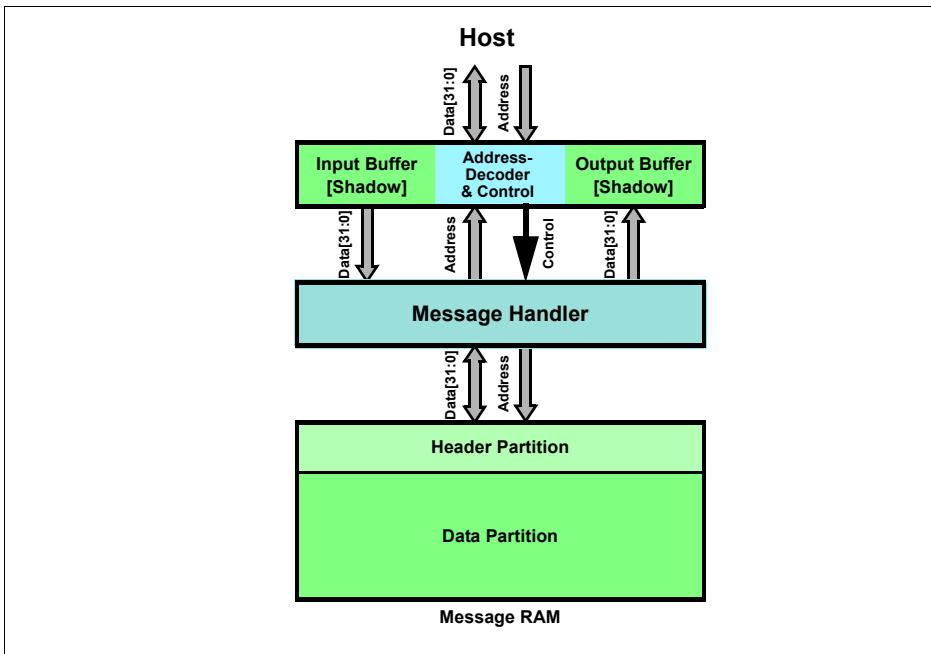 Host
Data[31:0]
Address
Input Buffer
[Shadow]
Address-
Decoder
& Control
Output Buffer
[Shadow]
Data[31:0]
Address
Control
Data[31:0]
Message Handler
Data[31:0]
Address
Header Partition
Data Partition
Message RAM